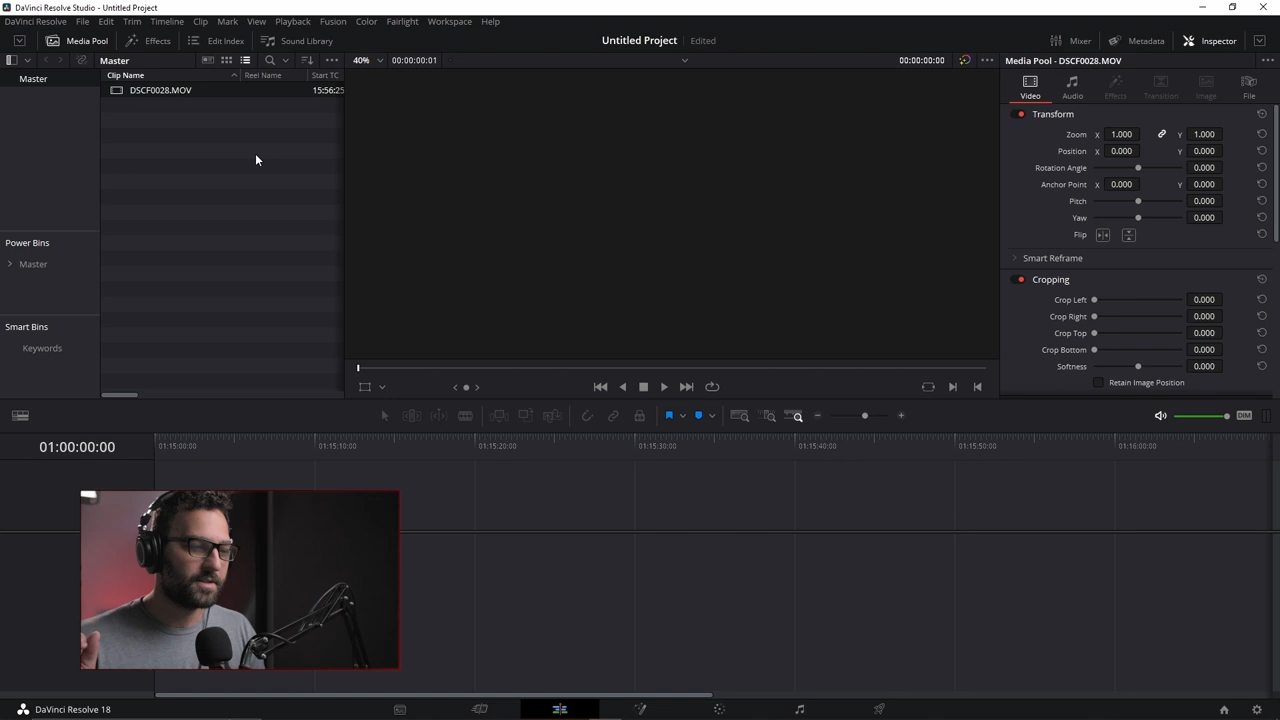 DaVinci Resolve Studio - Untitled Project
DaVinci Resolve File Edit Trim Timeline Clip Mark View Playback Fusion Color Fairlight Workspace Help
Media Pool Effects Edit Index Sound Library Untitled Project Edited Mixer Metadata Inspector
Master 40% 00:00:00:01 00:00:00:00 Media Pool - DSCF0028.MOV
Master Clip Name Reel Name Start TC
DSCF0028.MOV 15:56:25
Video Audio Effects Transition Image File
Transform
Zoom X 1.000 Y 1.000
Position X 0.000 Y 0.000
Rotation Angle 0.000
Anchor Point X 0.000 Y 0.000
Pitch 0.000
Yaw 0.000
Flip
Power Bins
Master
Smart Reframe
Cropping
Crop Left 0.000
Crop Right 0.000
Smart Bins
Crop Top 0.000
Keywords
Crop Bottom 0.000
Softness 0.000
Retain Image Position
DIM
01:00:00:00 01:15:00:00 01:15:10:00 01:15:20:00 01:15:30:00 01:15:40:00 01:15:50:00 01:16:00:00
DaVinci Resolve 18